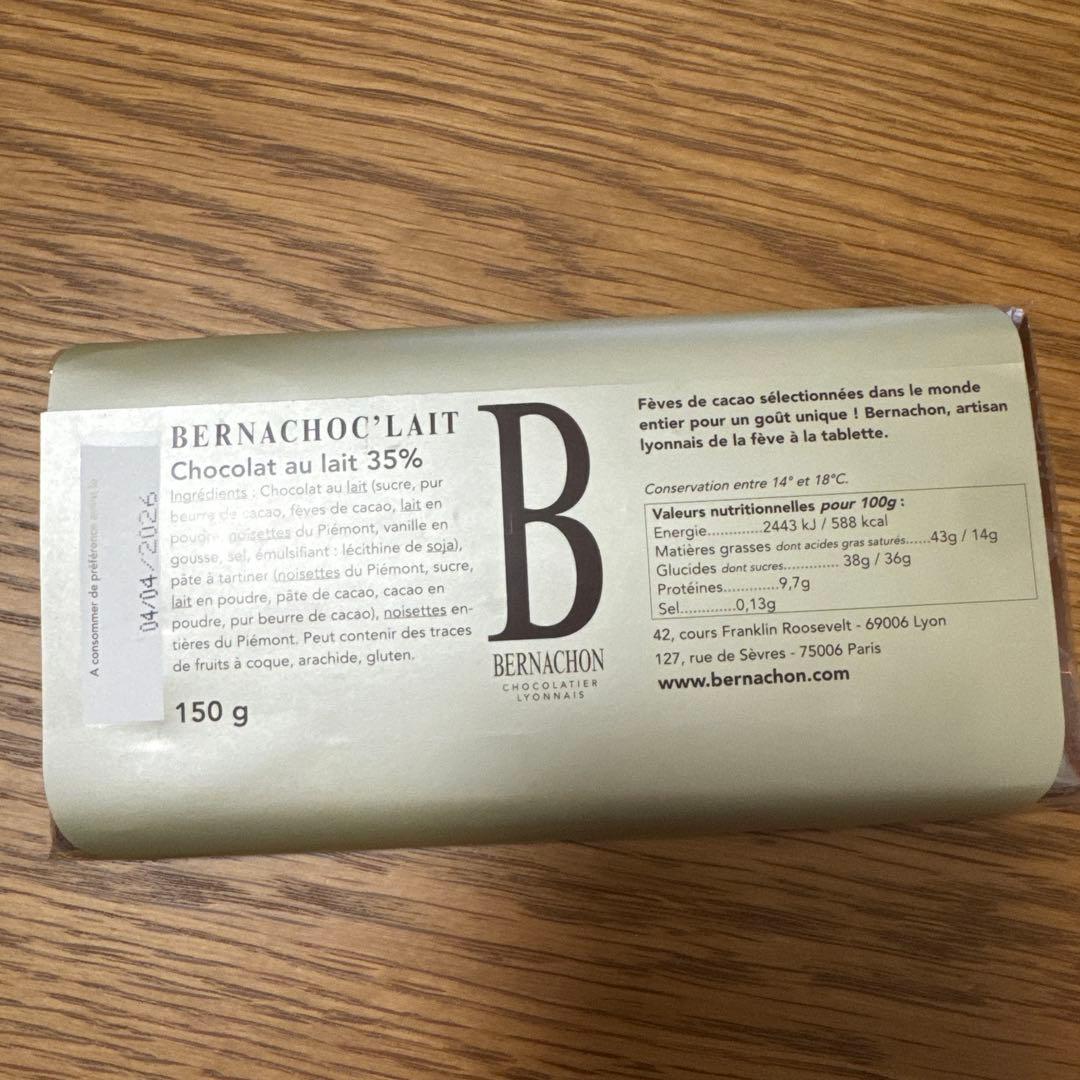 A consommer de préférence avant le
04/04/2026
BERNACHOC'LAIT
Chocolat au lait 35%
Ingrédients : Chocolat au lait (sucre, pur
beurre de cacao, fèves de cacao, lait en
poudre, noisettes du Piémont, vanille en
gousse, sel, émulsifiant : lécithine de soja),
pâte à tartiner (noisettes du Piémont, sucre,
lait en poudre, pâte de cacao, cacao en
poudre, pur beurre de cacao), noisettes en-
tières du Piémont. Peut contenir des traces
de fruits à coque, arachide, gluten.
150 g
B
BERNACHON
CHOCOLATIER
LYONNAIS
Fèves de cacao sélectionnées dans le monde
entier pour un goût unique ! Bernachon, artisan
lyonnais de la fève à la tablette.
Conservation entre 14° et 18°C.
Valeurs nutritionnelles pour 100g :
Energie.............2443 kJ / 588 kcal
Matières grasses dont acides gras saturés......43g / 14g
Glucides dont sucres.............. 38g / 36g
Protéines.............9,7g
Sel.............0,13g
42, cours Franklin Roosevelt - 69006 Lyon
127, rue de Sèvres - 75006 Paris
www.bernachon.com